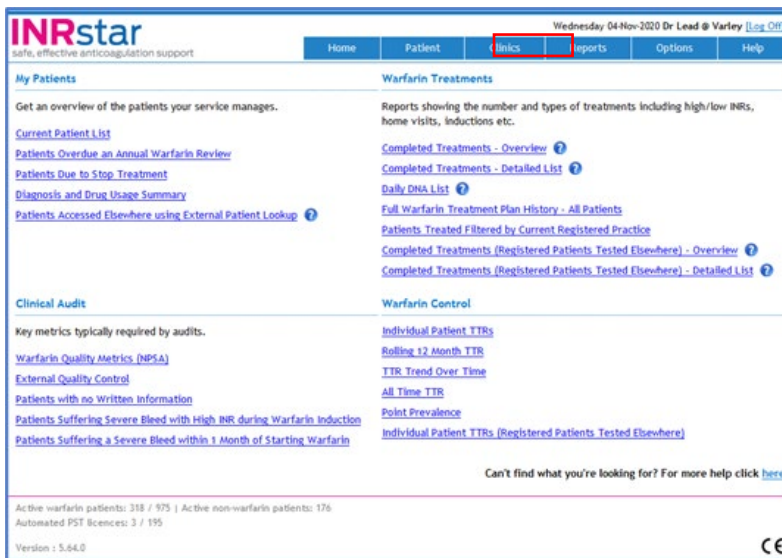 INRstar
safe, effective anticoagulation support
Wednesday 04-Nov-2020 Dr Lead @ Varley [Log Off]
Home Patient Clinics Reports Options Help
My Patients
Get an overview of the patients your service manages.
Current Patient List
Patients Overdue an Annual Warfarin Review
Patients Due to Stop Treatment
Diagnosis and Drug Usage Summary
Patients Accessed Elsewhere using External Patient Lookup ?
Warfarin Treatments
Reports showing the number and types of treatments including high/low INRs,
home visits, inductions etc.
Completed Treatments - Overview ?
Completed Treatments - Detailed List ?
Daily DNA List ?
Full Warfarin Treatment Plan History - All Patients
Patients Treated Filtered by Current Registered Practice
Completed Treatments (Registered Patients Tested Elsewhere) - Overview ?
Completed Treatments (Registered Patients Tested Elsewhere) - Detailed List ?
Clinical Audit
Key metrics typically required by audits.
Warfarin Quality Metrics (NPSA)
External Quality Control
Patients with no Written Information
Patients Suffering Severe Bleed with High INR during Warfarin Induction
Patients Suffering a Severe Bleed within 1 Month of Starting Warfarin
Warfarin Control
Individual Patient TTRs
Rolling 12 Month TTR
TTR Trend Over Time
All Time TTR
Point Prevalence
Individual Patient TTRs (Registered Patients Tested Elsewhere)
Can't find what you're looking for? For more help click here
Active warfarin patients: 318 / 975 | Active non-warfarin patients: 176
Automated PST licences: 3 / 195
Version : 5.64.0
CE